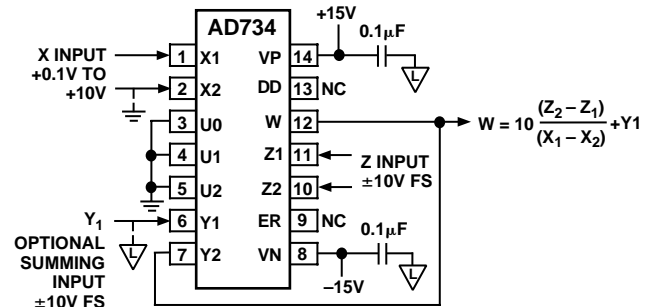 AD734
+15V
0.1μF
L
X INPUT
+0.1V TO
+10V
1 X1
2 X2
3 U0
4 U1
5 U2
6 Y1
7 Y2
VP 14
DD 13 NC
W 12
Z1 11
Z2 10
ER 9 NC
VN 8
W = 10 (Z2 – Z1) / (X1 – X2) +Y1
Z INPUT
±10V FS
0.1μF
L
–15V
Y1
L
OPTIONAL
SUMMING
INPUT
±10V FS